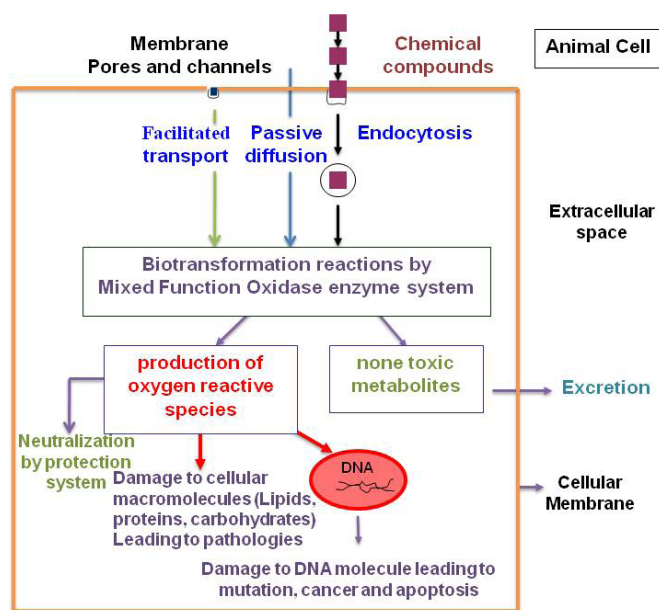 Membrane
Pores and channels
Chemical
compounds
Animal Cell
Facilitated
transport
Passive
diffusion
Endocytosis
Extracellular
space
Biotransformation reactions by
Mixed Function Oxidase enzyme system
production of
oxygen reactive
species
none toxic
metabolites
Excretion
Neutralization
by protection
system
Damage to cellular
macromolecules (Lipids,
proteins, carbohydrates)
Leading to pathologies
DNA
Cellular
Membrane
Damage to DNA molecule leading to
mutation, cancer and apoptosis